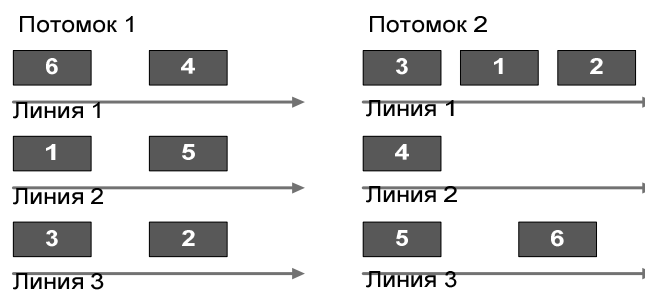 Потомок 1
6 4
Линия 1
1 5
Линия 2
3 2
Линия 3
Потомок 2
3 1 2
Линия 1
4
Линия 2
5 6
Линия 3